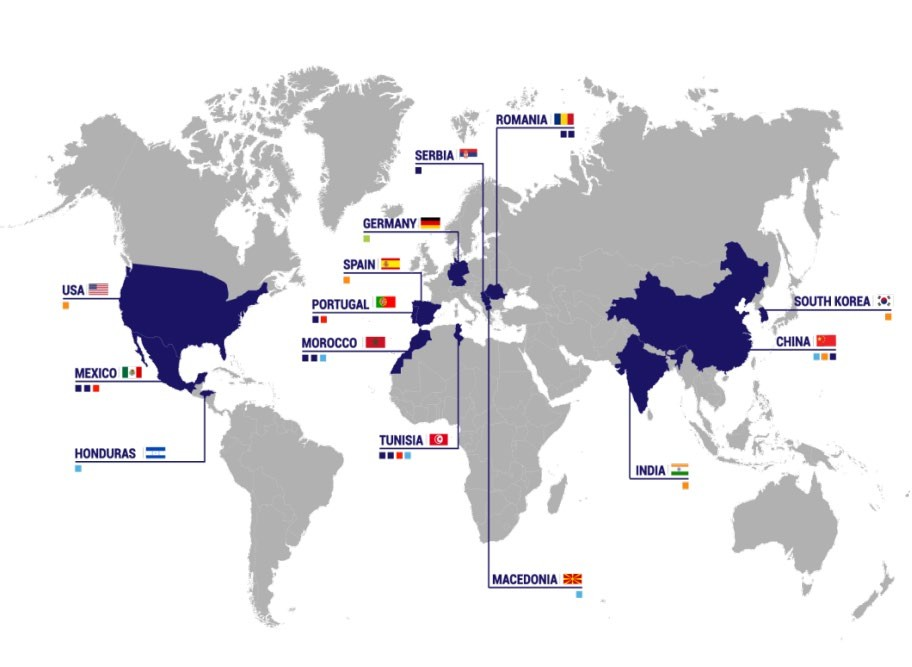 ROMANIA
SERBIA
GERMANY
SPAIN
USA
PORTUGAL
SOUTH KOREA
MOROCCO
CHINA
MEXICO
TUNISIA
HONDURAS
INDIA
MACEDONIA